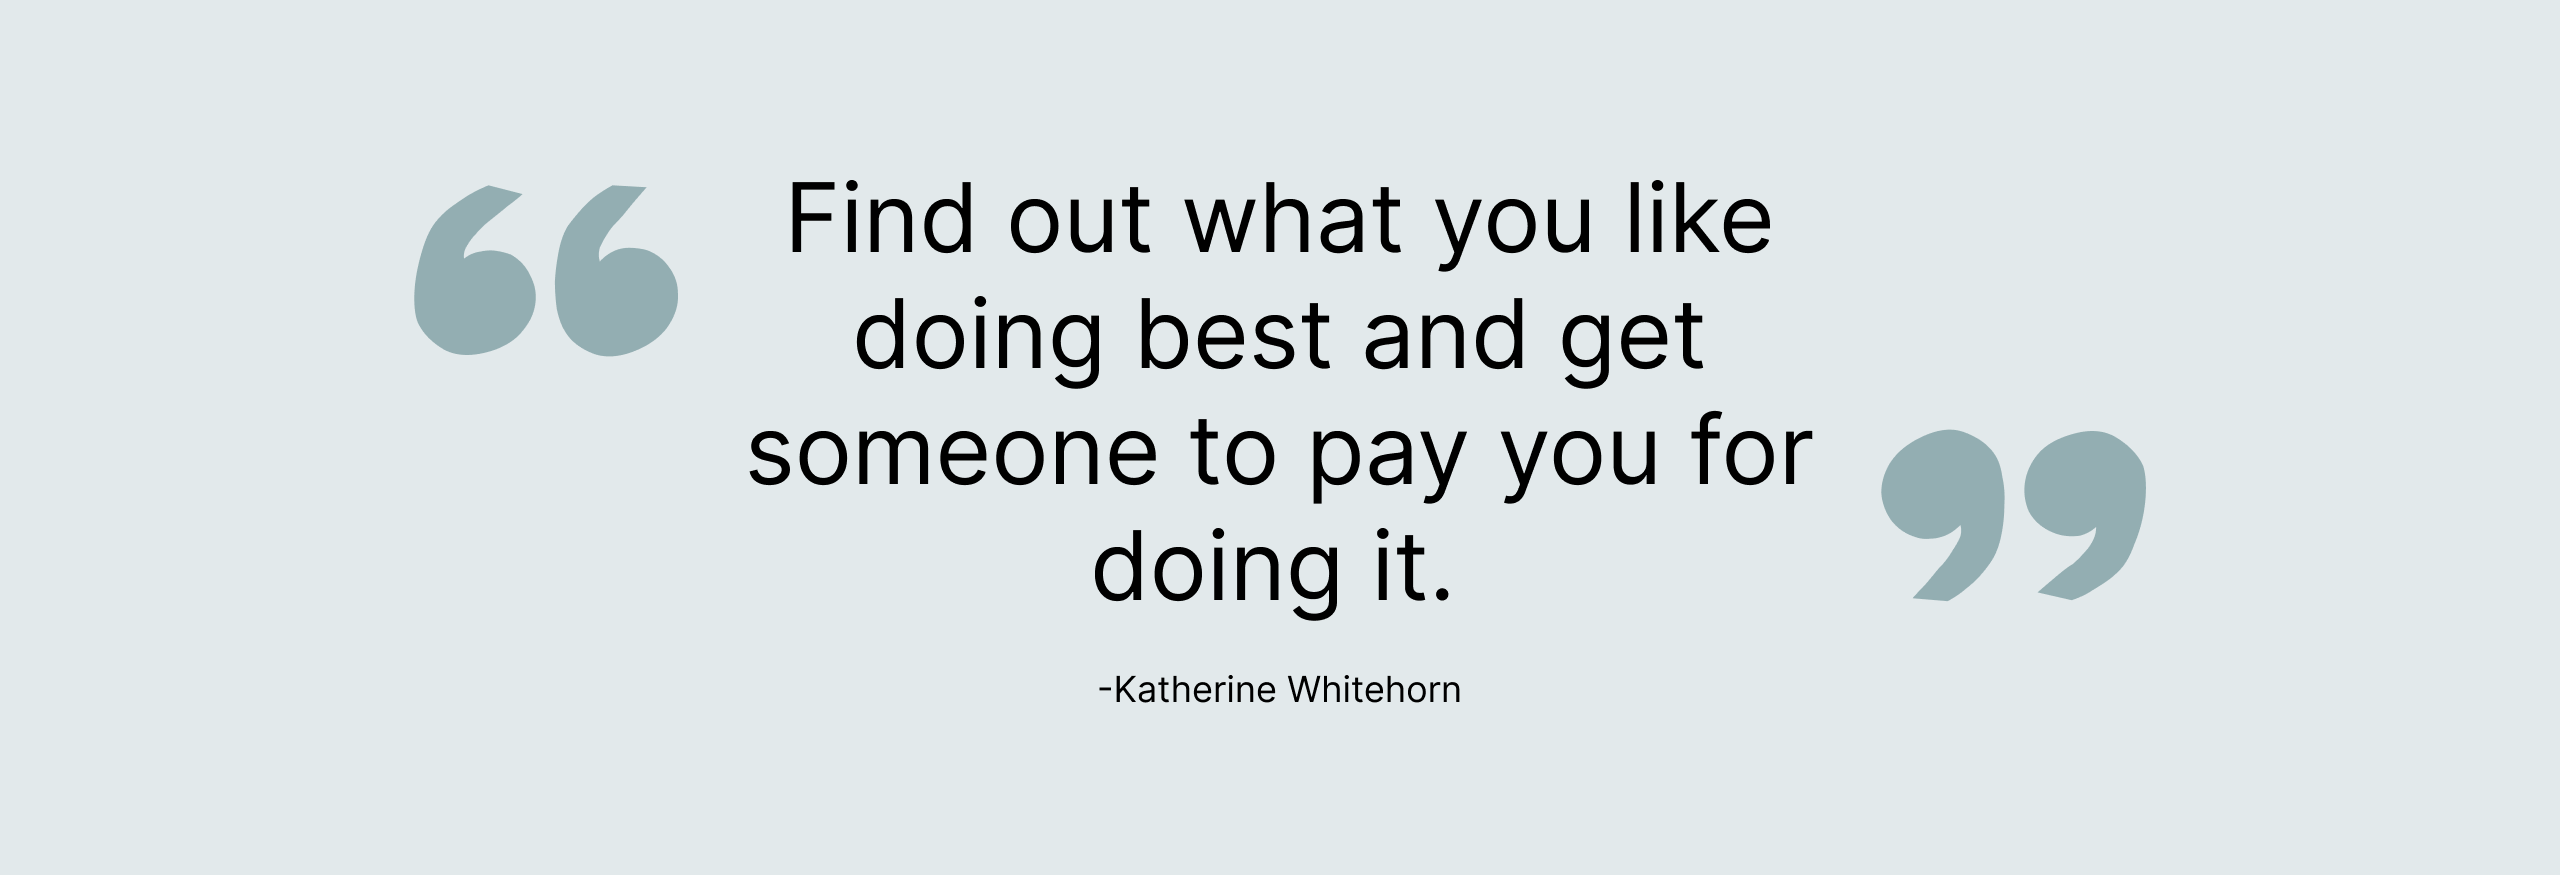 Find out what you like
doing best and get
someone to pay you for
doing it.
-Katherine Whitehorn